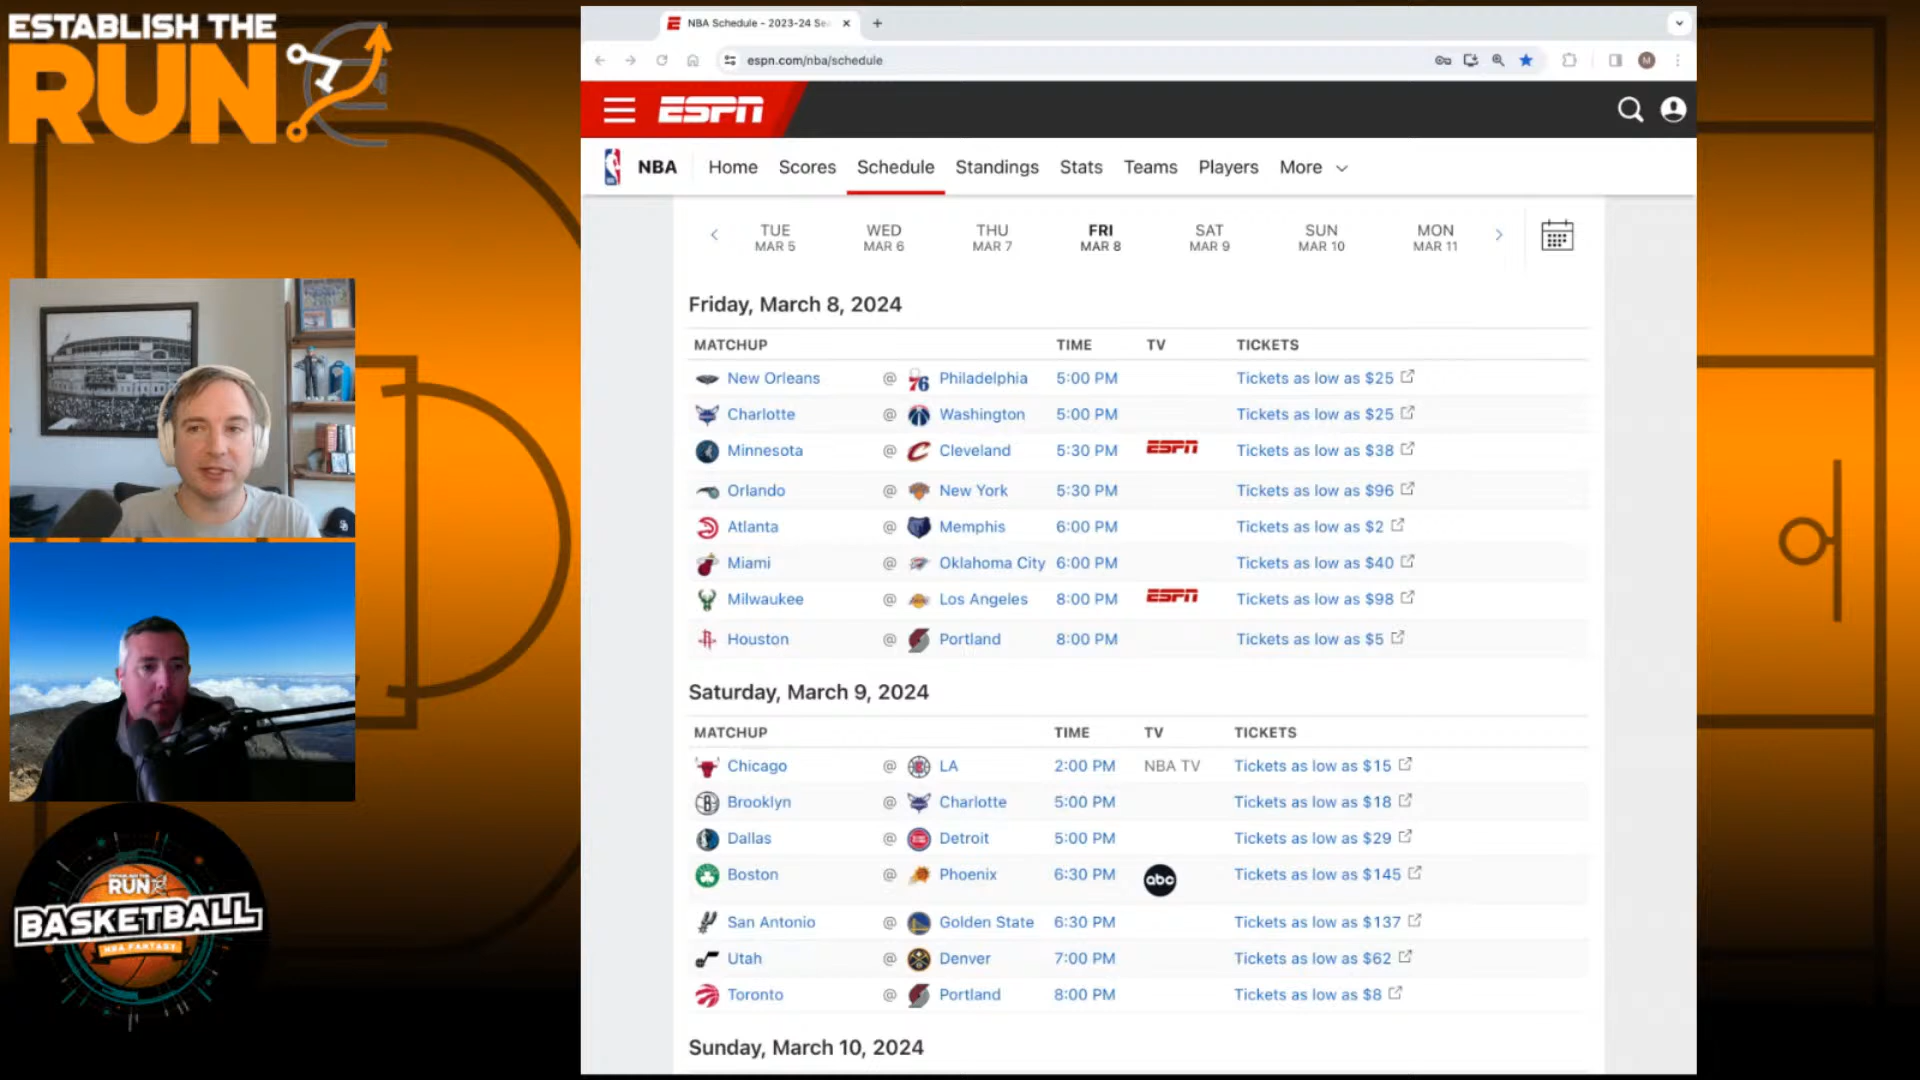 ESTABLISH THE
RUN
NBA Schedule - 2023-24 Se
espn.com/nba/schedule
M
ESPN
NBA Home Scores Schedule Standings Stats Teams Players More
TUE WED THU FRI SAT SUN MON
MAR 5 MAR 6 MAR 7 MAR 8 MAR 9 MAR 10 MAR 11
Friday, March 8, 2024
MATCHUP TIME TV TICKETS
New Orleans @ 76 Philadelphia 5:00 PM Tickets as low as $25
Charlotte @ Washington 5:00 PM Tickets as low as $25
Minnesota @ Cleveland 5:30 PM ESPN Tickets as low as $38
Orlando @ New York 5:30 PM Tickets as low as $96
Atlanta @ Memphis 6:00 PM Tickets as low as $2
Miami @ Oklahoma City 6:00 PM Tickets as low as $40
Milwaukee @ Los Angeles 8:00 PM ESPN Tickets as low as $98
Houston @ Portland 8:00 PM Tickets as low as $5
Saturday, March 9, 2024
MATCHUP TIME TV TICKETS
Chicago @ LA 2:00 PM NBA TV Tickets as low as $15
Brooklyn @ Charlotte 5:00 PM Tickets as low as $18
Dallas @ Detroit 5:00 PM Tickets as low as $29
Boston @ Phoenix 6:30 PM abc Tickets as low as $145
San Antonio @ Golden State 6:30 PM Tickets as low as $137
Utah @ Denver 7:00 PM Tickets as low as $62
Toronto @ Portland 8:00 PM Tickets as low as $8
Sunday, March 10, 2024
ESTABLISH THE
RUN
BASKETBALL
NBA FANTASY